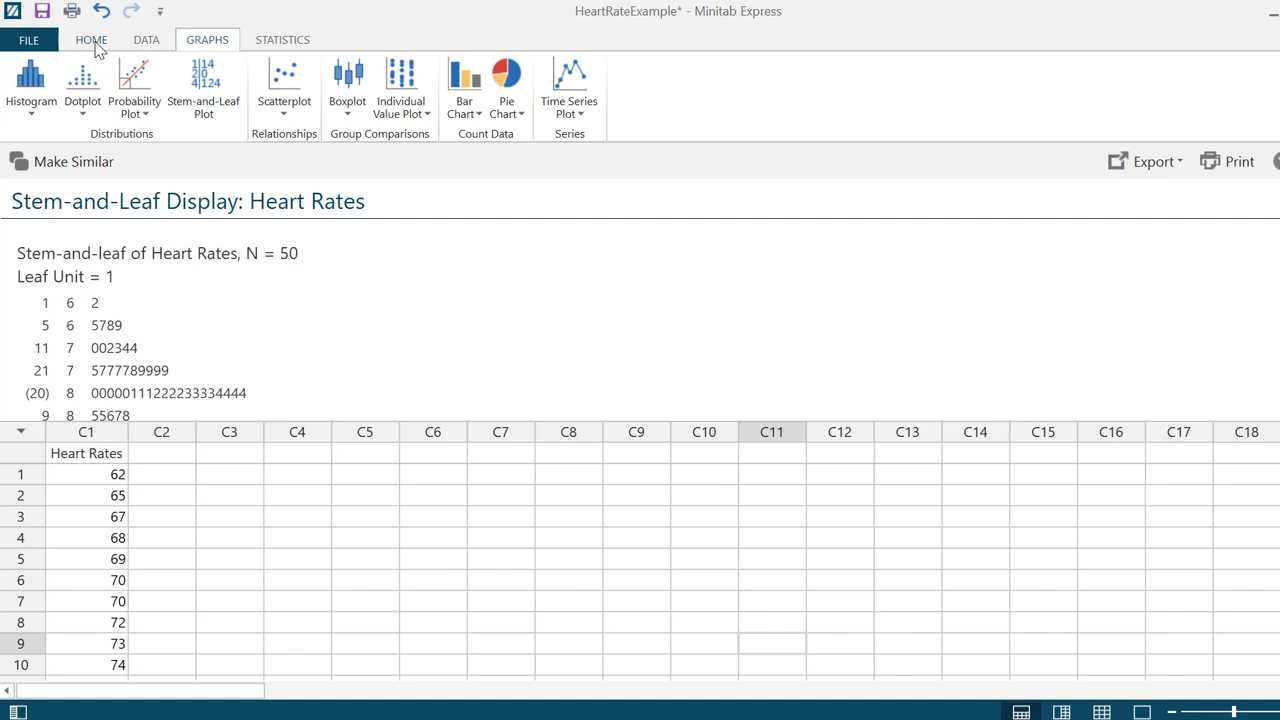 HeartRateExample* - Minitab Express
FILE HOME DATA GRAPHS STATISTICS
Histogram Dotplot Probability Plot Stem-and-Leaf Plot Scatterplot Boxplot Individual Value Plot Bar Chart Pie Chart Time Series Plot
Distributions Relationships Group Comparisons Count Data Series
Make Similar Export Print
Stem-and-Leaf Display: Heart Rates
Stem-and-leaf of Heart Rates, N = 50
Leaf Unit = 1
1 6 2
5 6 5789
11 7 002344
21 7 5777789999
(20) 8 00000111222233334444
9 8 55678
C1 C2 C3 C4 C5 C6 C7 C8 C9 C10 C11 C12 C13 C14 C15 C16 C17 C18
Heart Rates
1 62
2 65
3 67
4 68
5 69
6 70
7 70
8 72
9 73
10 74